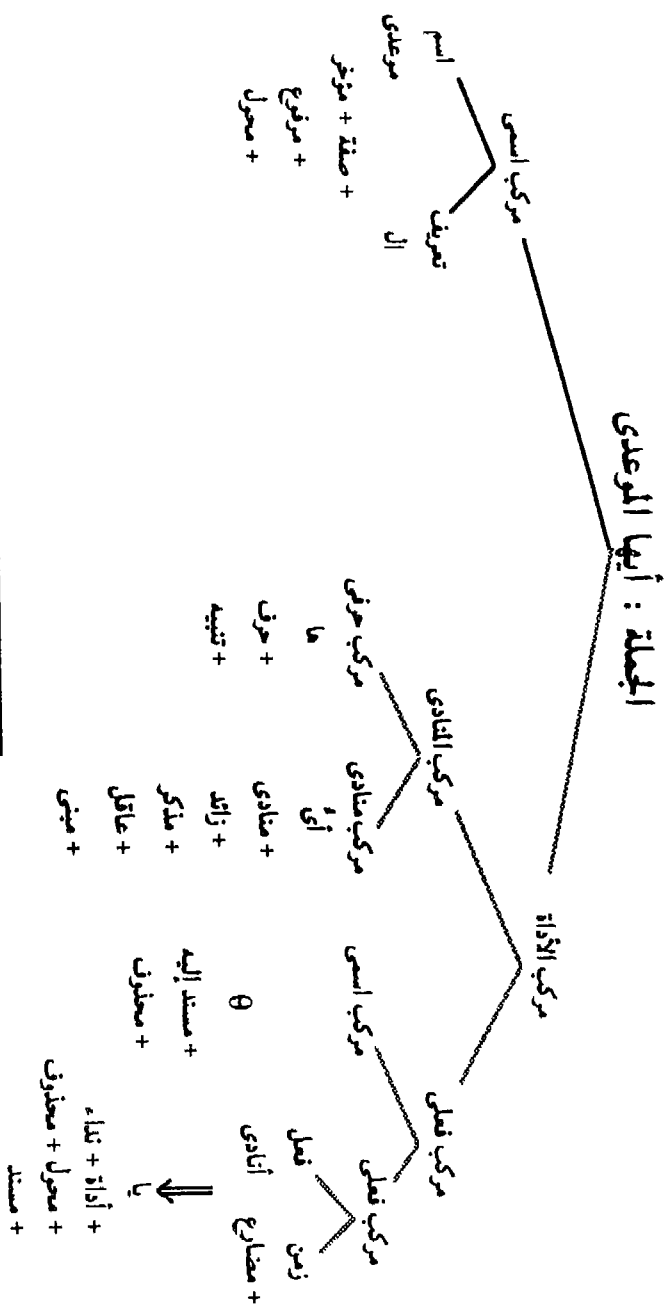 الجملة : أيها الموعدى
مركب الأداة
مركب اسمى
مركب فعلى
مركب المنادى
تعريف
اسم
ال
موعدى
+ صفة + مؤخر
+ مرفوع
+ محول
مركب فعلى
مركب اسمى
مركب منادى
مركب حرفى
زمن
فعل
+ مضارع
أنادى
يا
+ أداة + نداء
+ محول + محذوف
+ مسند
θ
+ مسند إليه
+ محذوف
أىُ
+ منادى
+ زائد
+ مذكر
+ عاقل
+ مبنى
ها
+ حرف
+ تنبيه